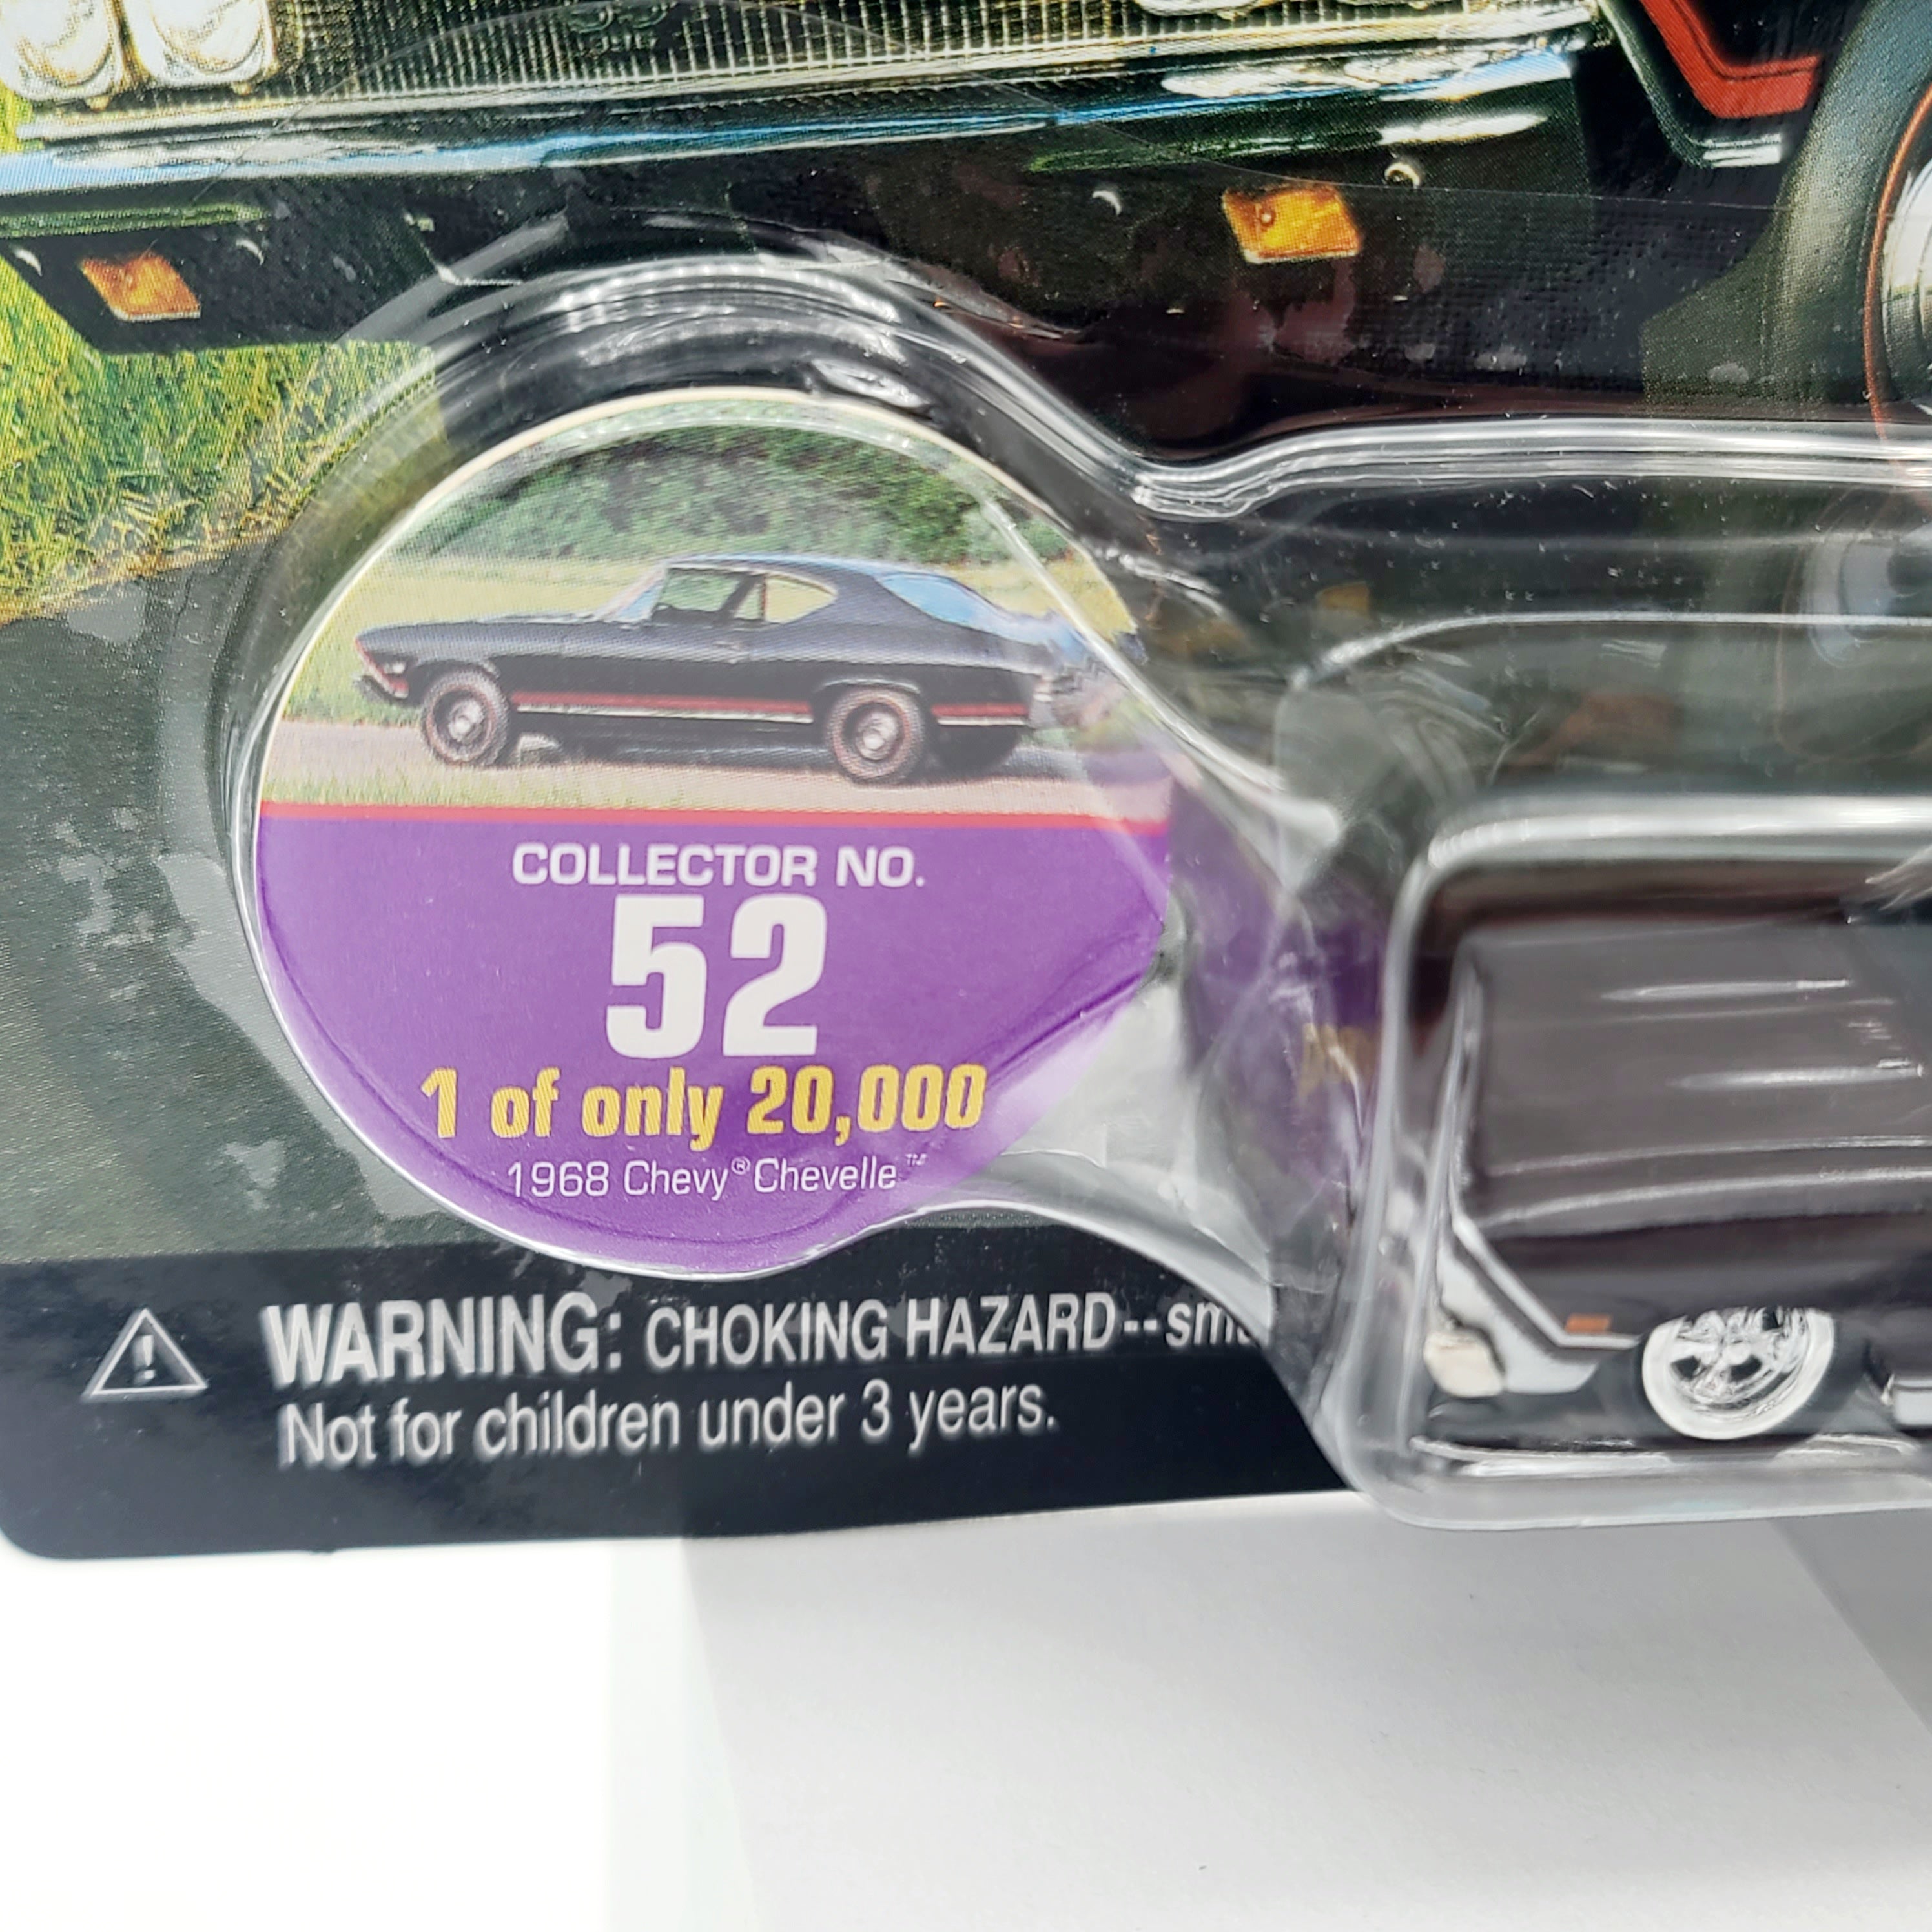 COLLECTOR NO.
52
1 of only 20,000
1968 Chevy® Chevelle™
WARNING: CHOKING HAZARD--
Not for children under 3 years.